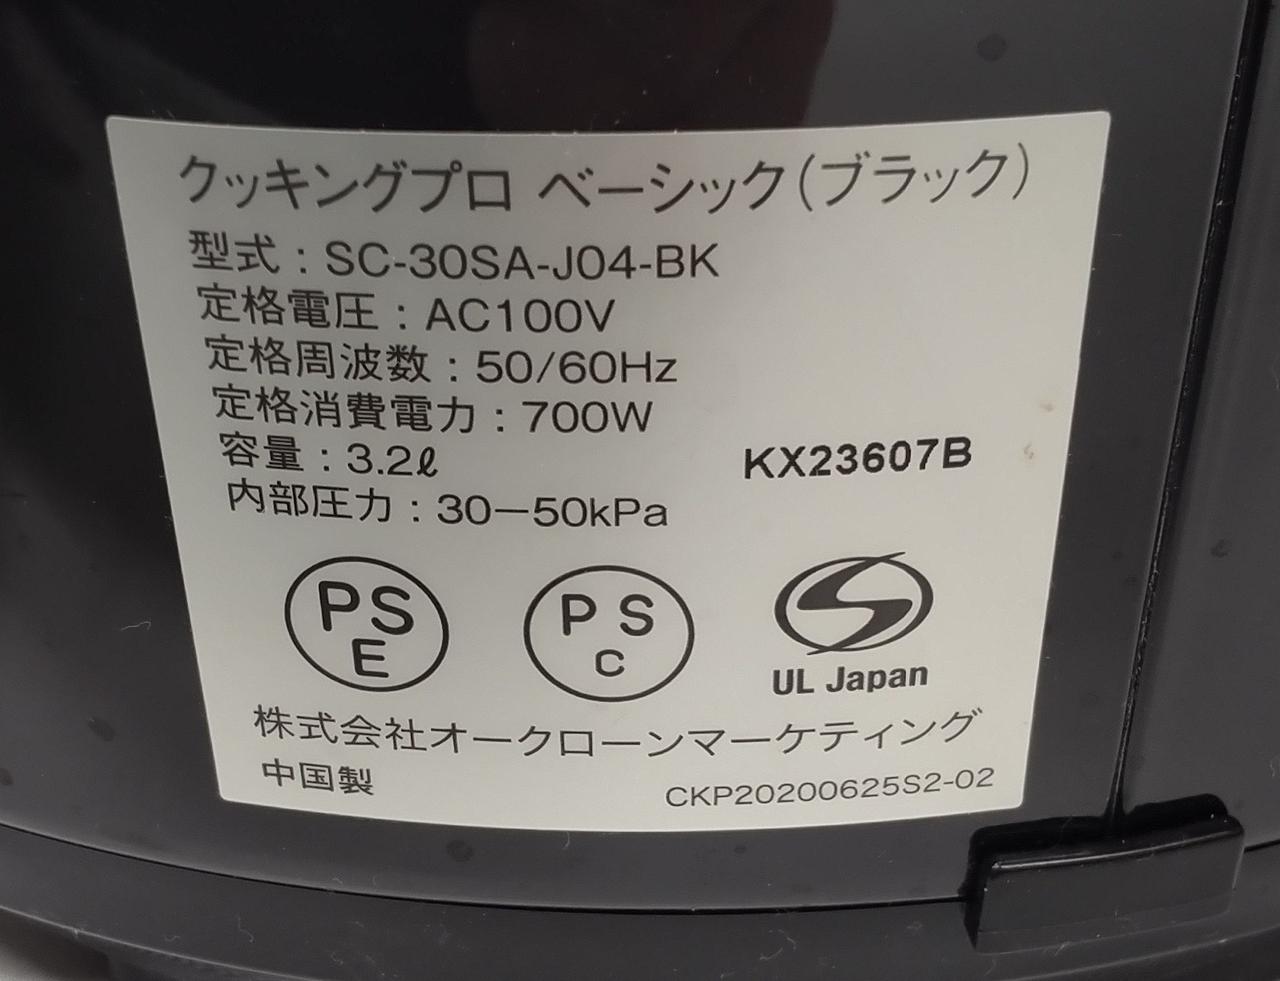 クッキングプロ ベーシック(ブラック)
型式:SC-30SA-J04-BK
定格電圧:AC100V
定格周波数:50/60Hz
定格消費電力:700W
容量:3.2ℓ
内部圧力:30−50kPa
KX23607B
PS
E
PS
C
UL Japan
株式会社オークローンマーケティング
中国製
CKP20200625S2-02